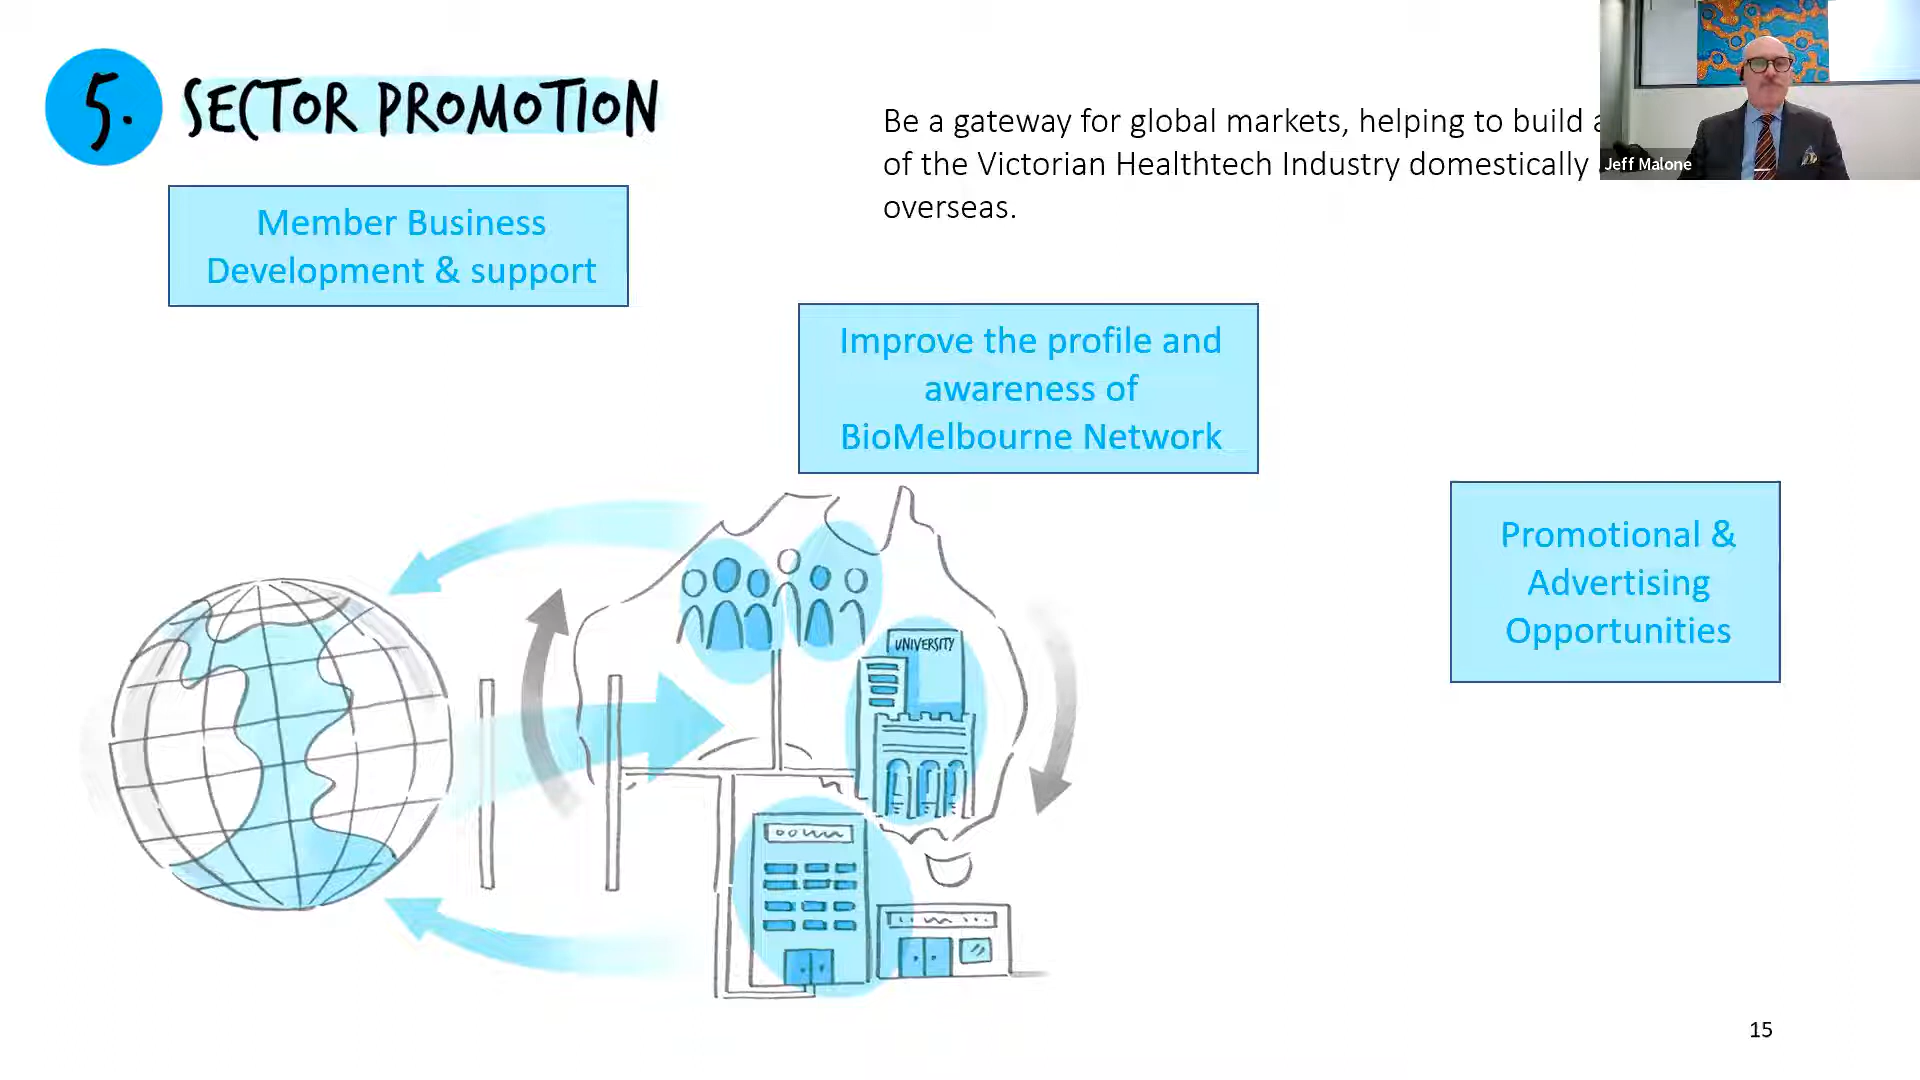 5. SECTOR PROMOTION
Be a gateway for global markets, helping to build
of the Victorian Healthtech Industry domestically
overseas.
Jeff Malone
Member Business
Development & support
Improve the profile and
awareness of
BioMelbourne Network
Promotional &
Advertising
Opportunities
UNIVERSITY
15